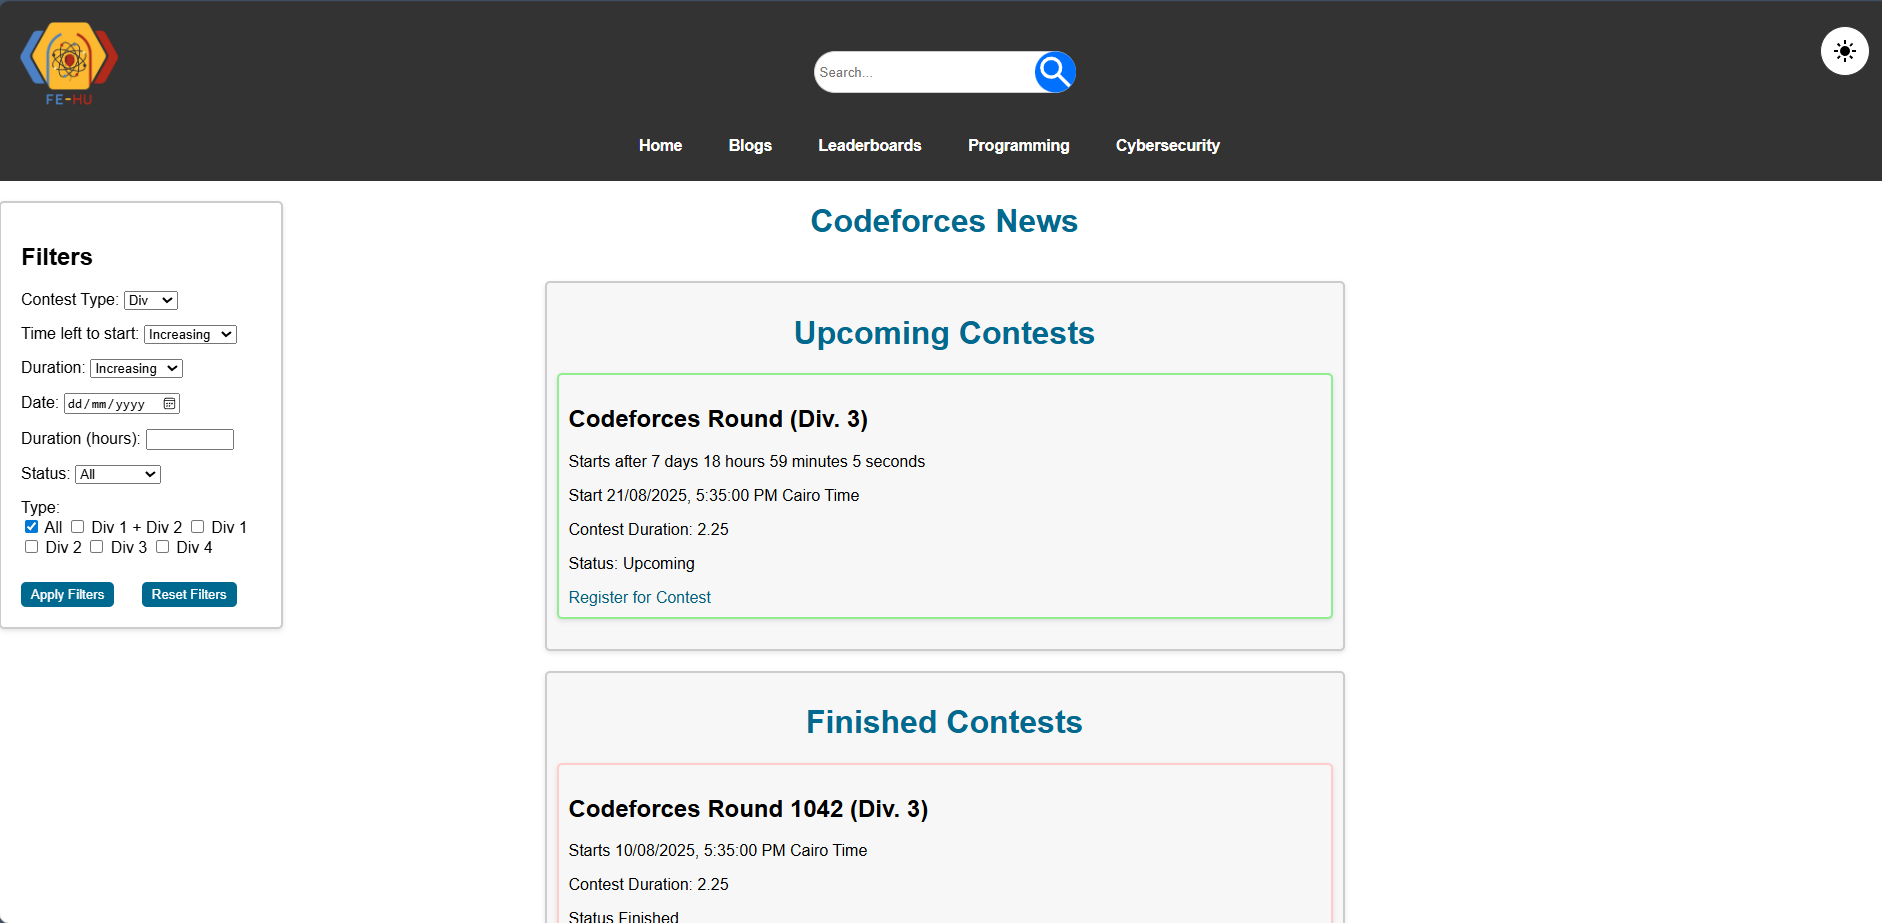 FE-HU
Search...
Home Blogs Leaderboards Programming Cybersecurity
Filters
Contest Type: Div
Time left to start: Increasing
Duration: Increasing
Date: dd/mm/yyyy
Duration (hours):
Status: All
Type:
All Div 1 + Div 2 Div 1
Div 2 Div 3 Div 4
Apply Filters Reset Filters
Codeforces News
Upcoming Contests
Codeforces Round (Div. 3)
Starts after 7 days 18 hours 59 minutes 5 seconds
Start 21/08/2025, 5:35:00 PM Cairo Time
Contest Duration: 2.25
Status: Upcoming
Register for Contest
Finished Contests
Codeforces Round 1042 (Div. 3)
Starts 10/08/2025, 5:35:00 PM Cairo Time
Contest Duration: 2.25
Status Finished